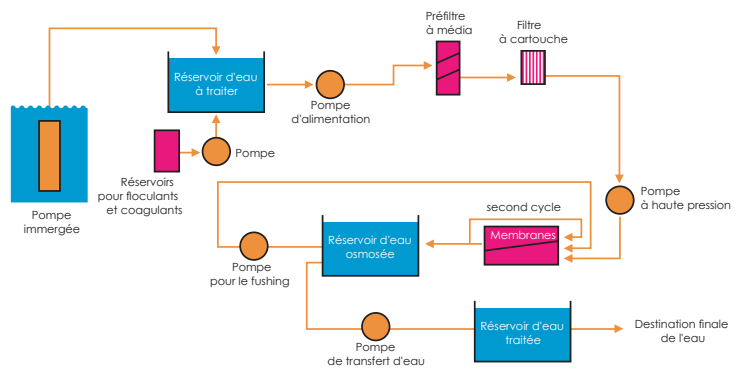 Préfiltre
à média
Filtre
à cartouche
Réservoir d'eau
à traiter
Pompe
d'alimentation
Pompe
Réservoirs
pour floculants
et coagulants
Pompe
immergée
Pompe
à haute pression
second cycle
Membranes
Réservoir d'eau
osmosée
Pompe
pour le fushing
Réservoir d'eau
traitée
Destination finale
de l'eau
Pompe
de transfert d'eau